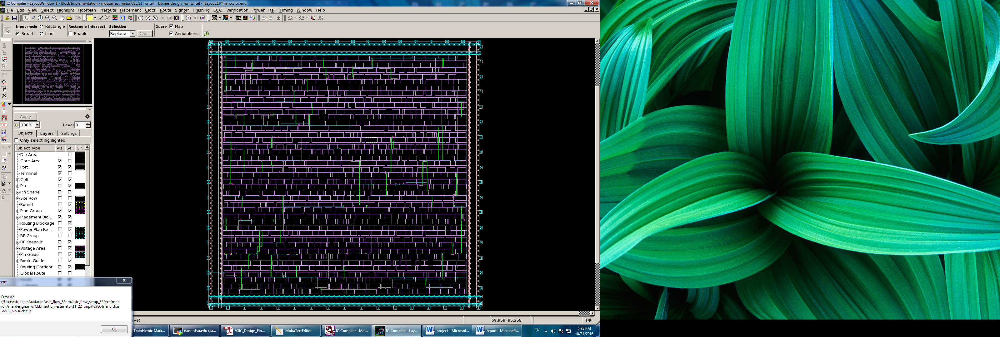 IC Compiler - LayoutWindow.1 - Block Implementation - motion_estimator.CEL;11 [write]    Lib:me_design.mw [write] - [Layout.1]@nano.sfsu.edu
File Edit View Select Highlight Floorplan Preroute Placement Clock Route Signoff Finishing ECO Verification Power Rail Timing Window Help
Input mode Rectangle Rectangle Intersect Selection Query Map
Smart Line Enable Replace Clear Annotations
Apply
100% Level 0
Objects Layers Settings
Only select highlighted
Object Type Vis. Sel. Clr.
Die Area
Core Area
Port
Terminal
Cell
Pin
Pin Shape
Site Row
0
Bound
Plan Group
Placement Blo...
Routing Blockage
Power Plan Re...
RP Group
RP Keepout
Voltage Area
Pin Guide
Route Guide
Routing Corridor
Global Route
term
Error #2
(/Users/students/aattaran/asic_flow_32nm/asic_flow_setup_32/vcs/mot
ion/me_design.mw/CEL/motion_estimator:11_22_tmp@27864nano.sfsu
.edu): No such file
OK
ve) 69.959, 95.258
TrainHeroic Mark... nano.sfsu.edu (aa... ASIC_Design_Flo... MobaTextEditor IC Compiler - Mai... IC Compiler - Lay... project - Microsof... report - Microsoft... EN 5:35 PM
10/31/2016